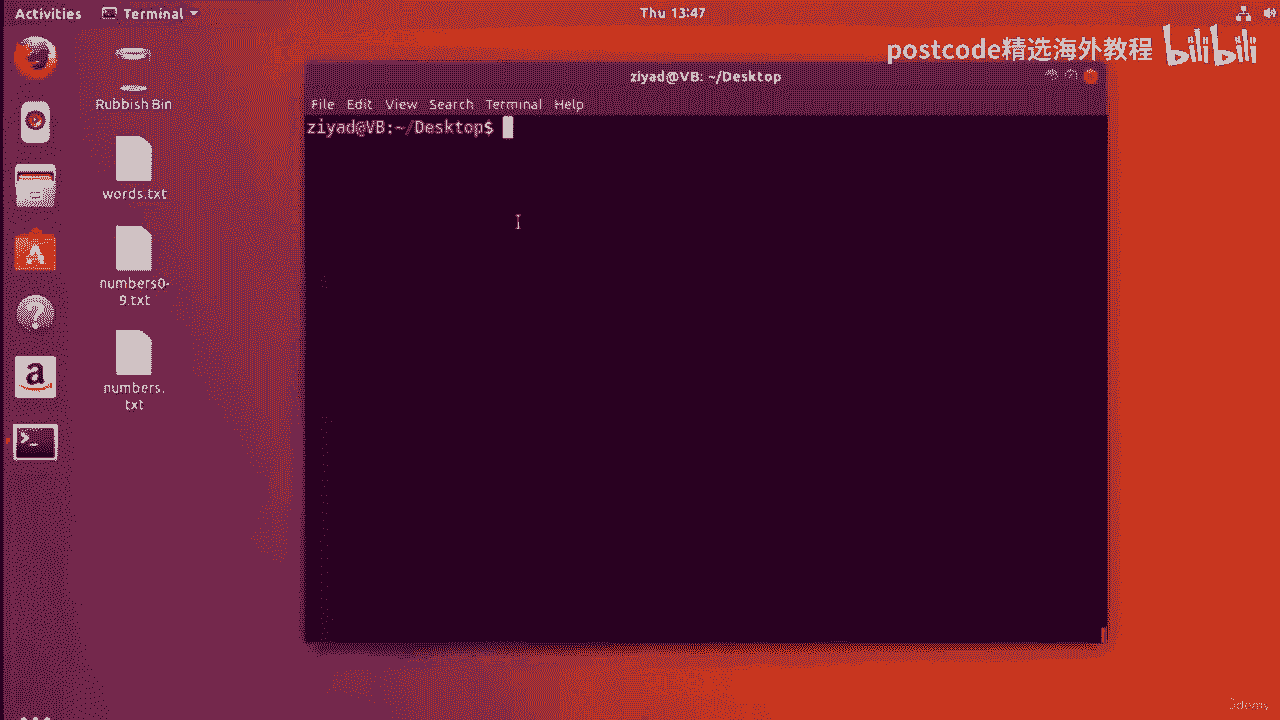 Activities
Terminal
Thu 13:47
postcode精选海外教程 bilibili
ziyad@VB: ~/Desktop
Rubbish Bin
File Edit View Search Terminal Help
ziyad@VB:~/Desktop$
words.txt
numbers0-
9.txt
numbers.
txt
Udemy